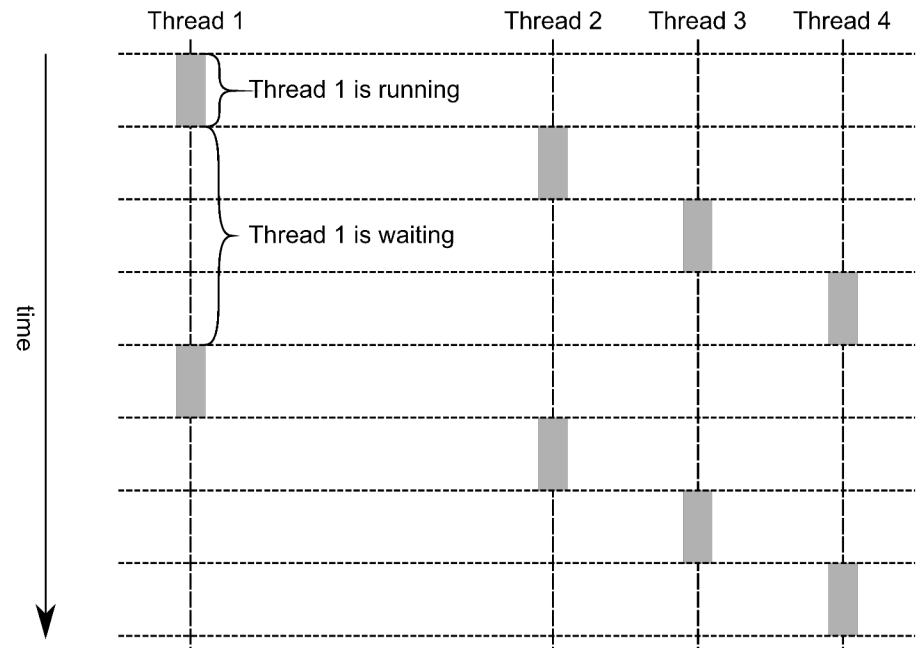 Thread 1
Thread 2
Thread 3
Thread 4
Thread 1 is running
Thread 1 is waiting
time